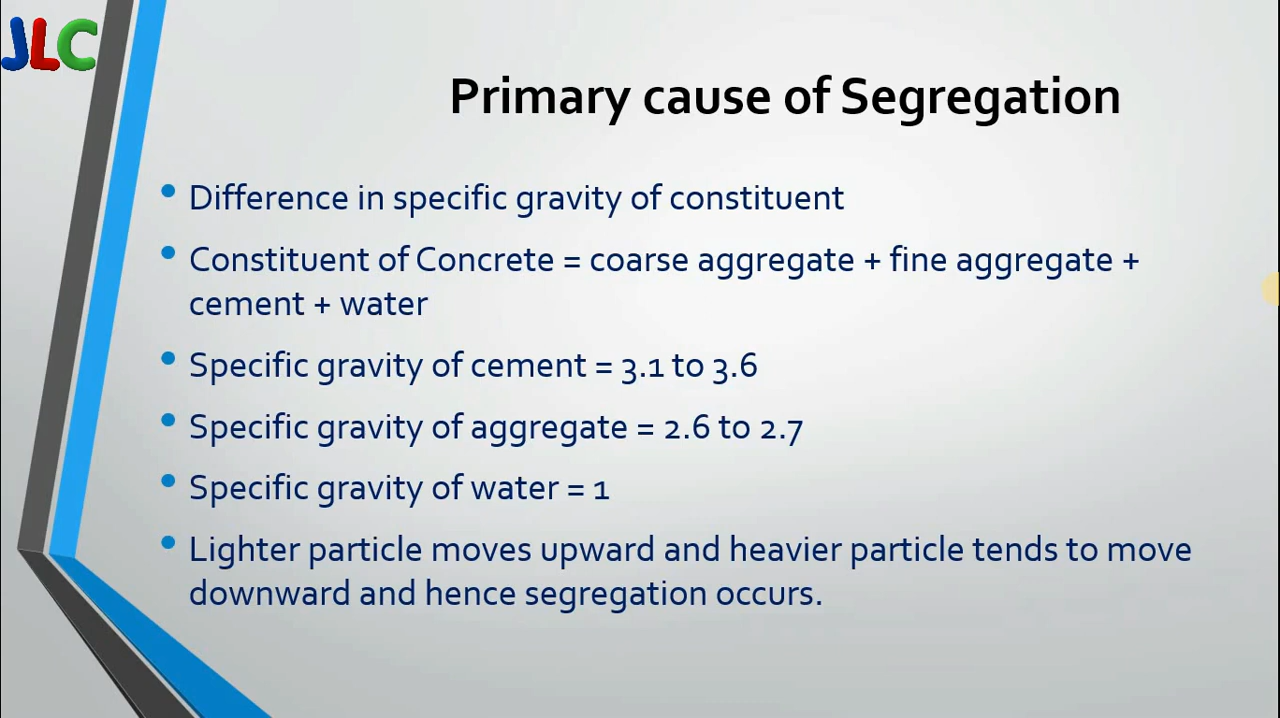 JLC
Primary cause of Segregation
• Difference in specific gravity of constituent
• Constituent of Concrete = coarse aggregate + fine aggregate +
cement + water
• Specific gravity of cement = 3.1 to 3.6
• Specific gravity of aggregate = 2.6 to 2.7
• Specific gravity of water = 1
• Lighter particle moves upward and heavier particle tends to move
downward and hence segregation occurs.